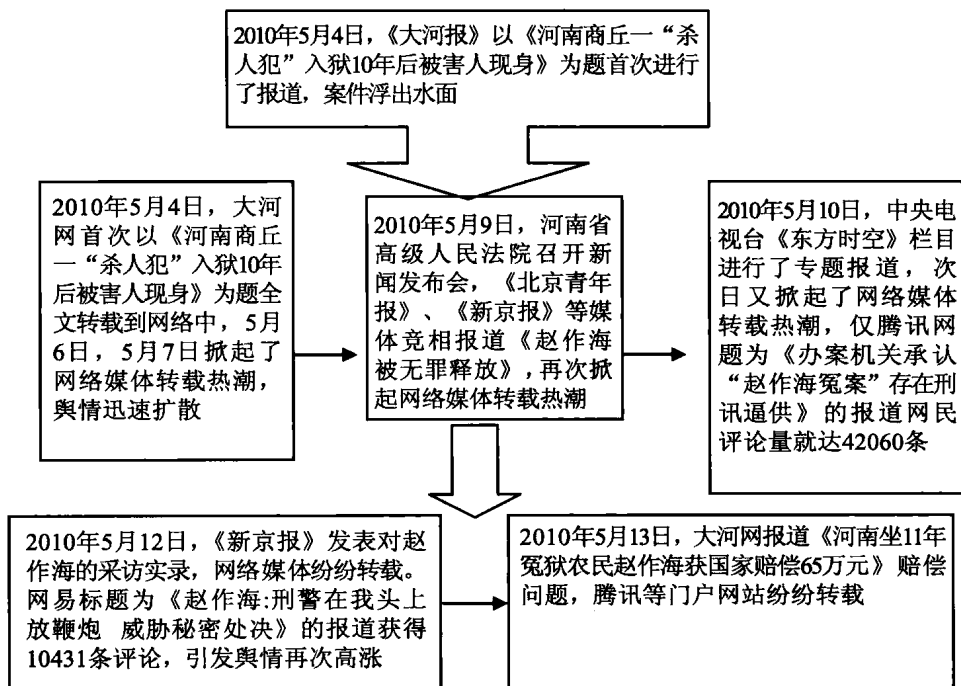 2010年5月4日，《大河报》以《河南商丘一“杀
人犯”入狱10年后被害人现身》为题首次进行
了报道，案件浮出水面
2010年5月4日，大河
网首次以《河南商丘
一“杀人犯”入狱10年
后被害人现身》为题全
文转载到网络中，5月
6日，5月7日掀起了
网络媒体转载热潮，
舆情迅速扩散
2010年5月9日，河南省
高级人民法院召开新
闻发布会，《北京青年
报》、《新京报》等媒
体竞相报道《赵作海
被无罪释放》,再次掀
起网络媒体转载热潮
2010年5月10日，中央电
视台《东方时空》栏目
进行了专题报道，次
日又掀起了网络媒体
转载热潮，仅腾讯网
题为《办案机关承认
“赵作海冤案”存在刑
讯逼供》的报道网民
评论量就达42060条
2010年5月12日，《新京报》发表对赵
作海的采访实录，网络媒体纷纷转载。
网易标题为《赵作海:刑警在我头上
放鞭炮 威胁秘密处决》的报道获得
10431条评论，引发舆情再次高涨
2010年5月13日，大河网报道《河南坐11年
冤狱农民赵作海获国家赔偿65万元》赔偿
问题，腾讯等门户网站纷纷转载